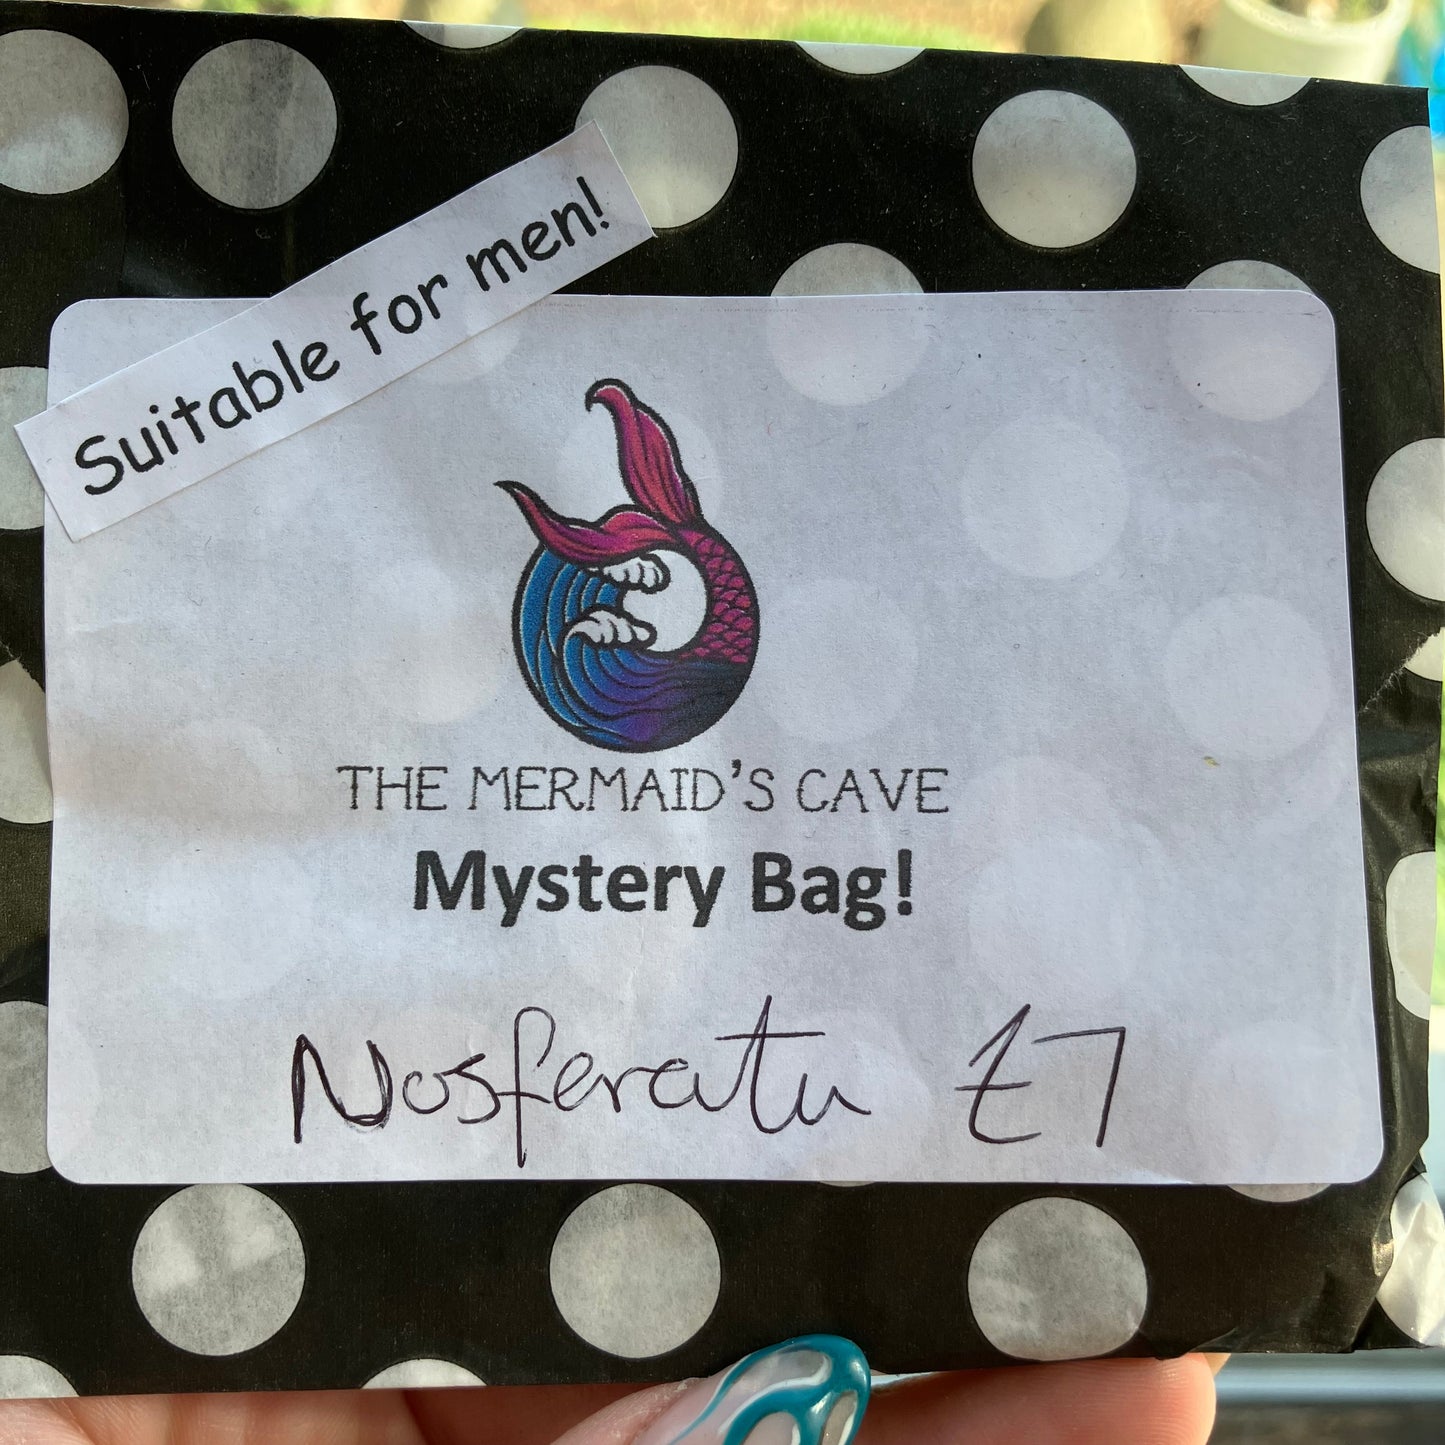 Suitable for men!
THE MERMAID'S CAVE
Mystery Bag!
Nosferatu £7